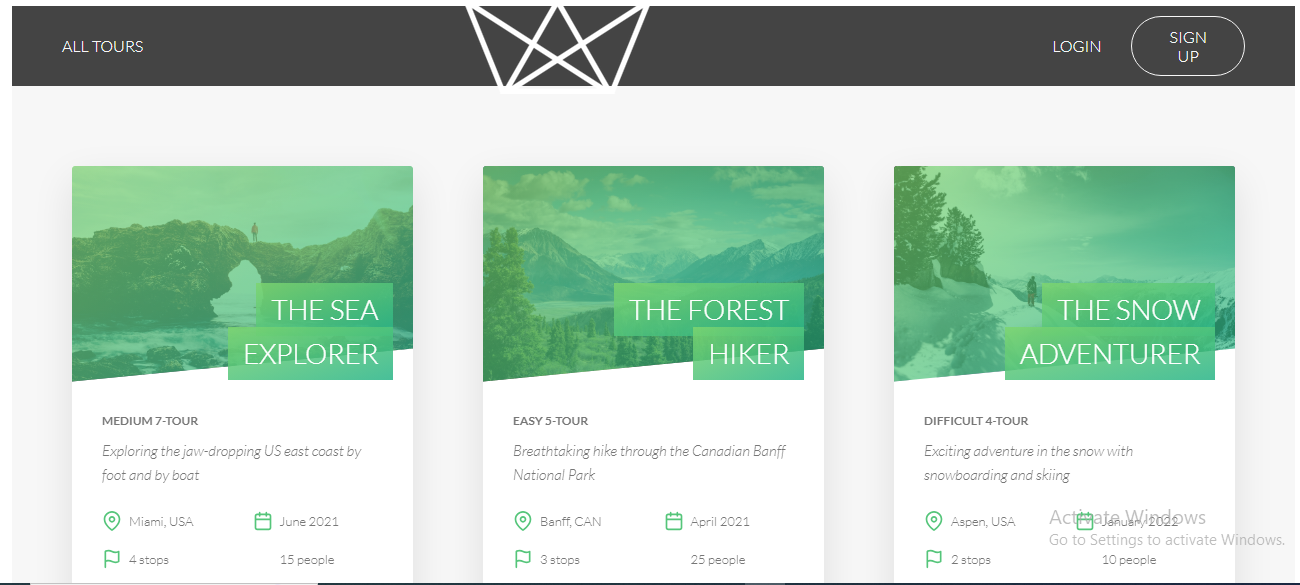 ALL TOURS
LOGIN
SIGN
UP
THE SEA
EXPLORER
MEDIUM 7-TOUR
Exploring the jaw-dropping US east coast by
foot and by boat
Miami, USA
June 2021
4 stops
15 people
THE FOREST
HIKER
EASY 5-TOUR
Breathtaking hike through the Canadian Banff
National Park
Banff, CAN
April 2021
3 stops
25 people
THE SNOW
ADVENTURER
DIFFICULT 4-TOUR
Exciting adventure in the snow with
snowboarding and skiing
Aspen, USA
January 2022
2 stops
10 people
Activate Windows
Go to Settings to activate Windows.